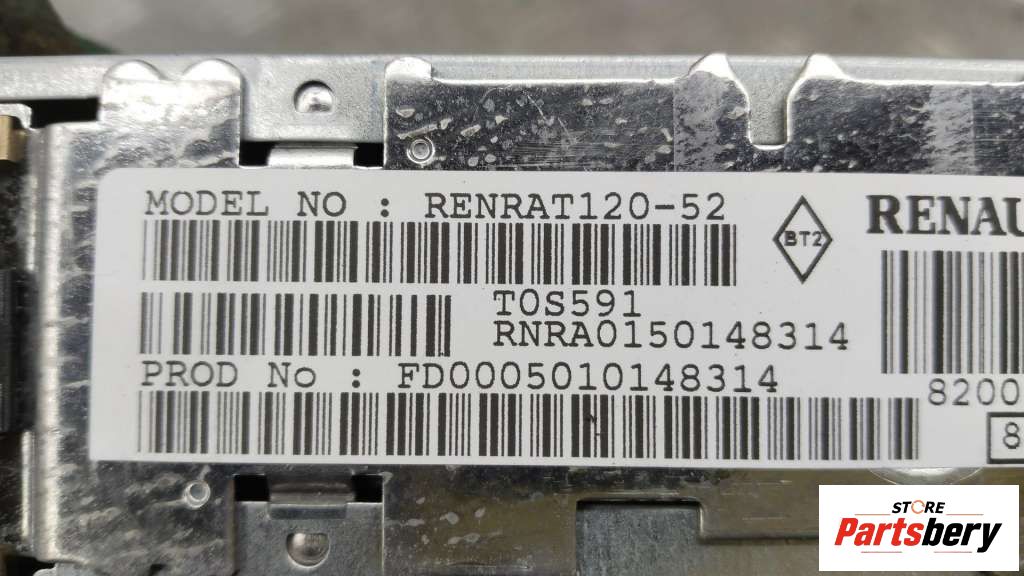 MODEL NO : RENRAT120-52
BT2
RENAU
T0S591
RNRA0150148314
PROD No : FD0005010148314
8200
8
STORE
Partsbery